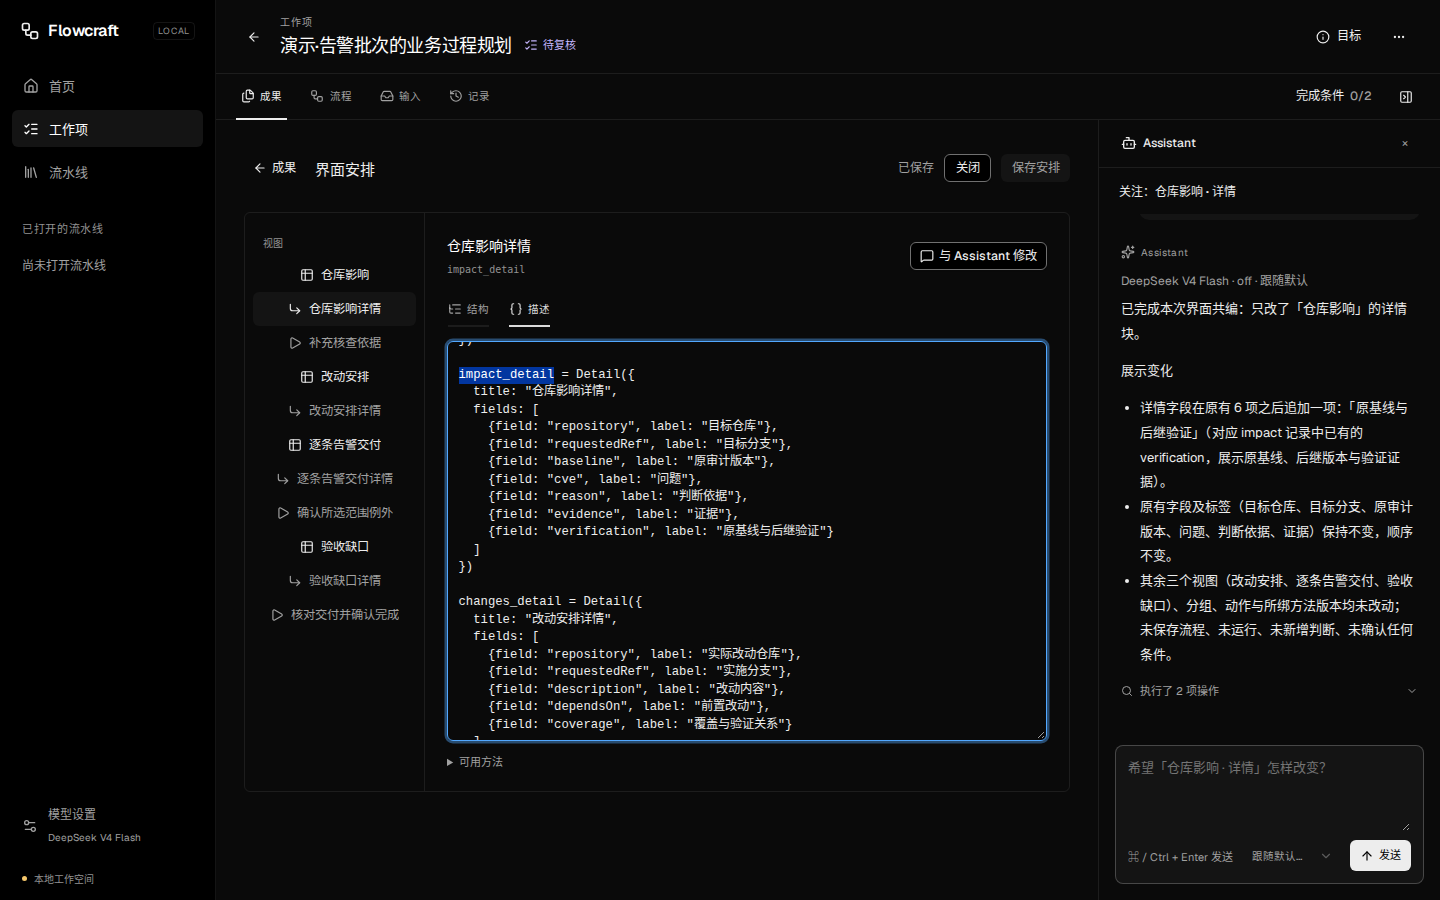 Flowcraft
LOCAL
首页
工作项
流水线
已打开的流水线
尚未打开流水线
模型设置
DeepSeek V4 Flash
本地工作空间
工作项
演示·告警批次的业务过程规划
待复核
目标
成果
流程
输入
记录
完成条件 0/2
成果
界面安排
已保存
关闭
保存安排
视图
仓库影响
仓库影响详情
补充核查依据
改动安排
改动安排详情
逐条告警交付
逐条告警交付详情
确认所选范围例外
验收缺口
验收缺口详情
核对交付并确认完成
仓库影响详情
impact_detail
与 Assistant 修改
结构
描述
})
impact_detail = Detail({
title: "仓库影响详情",
fields: [
{field: "repository", label: "目标仓库"},
{field: "requestedRef", label: "目标分支"},
{field: "baseline", label: "原审计版本"},
{field: "cve", label: "问题"},
{field: "reason", label: "判断依据"},
{field: "evidence", label: "证据"},
{field: "verification", label: "原基线与后继验证"}
]
})
changes_detail = Detail({
title: "改动安排详情",
fields: [
{field: "repository", label: "实际改动仓库"},
{field: "requestedRef", label: "实施分支"},
{field: "description", label: "改动内容"},
{field: "dependsOn", label: "前置改动"},
{field: "coverage", label: "覆盖与验证关系"}
]
可用方法
Assistant
×
关注：仓库影响 · 详情
Assistant
DeepSeek V4 Flash · off · 跟随默认
已完成本次界面共编：只改了「仓库影响」的详情
块。
展示变化
• 详情字段在原有 6 项之后追加一项：「原基线与
后继验证」（对应 impact 记录中已有的
verification，展示原基线、后继版本与验证证
据）。
• 原有字段及标签（目标仓库、目标分支、原审计
版本、问题、判断依据、证据）保持不变，顺序
不变。
• 其余三个视图（改动安排、逐条告警交付、验收
缺口）、分组、动作与所绑方法版本均未改动；
未保存流程、未运行、未新增判断、未确认任何
条件。
执行了 2 项操作
希望「仓库影响 · 详情」怎样改变？
⌘ / Ctrl + Enter 发送
跟随默认...
发送